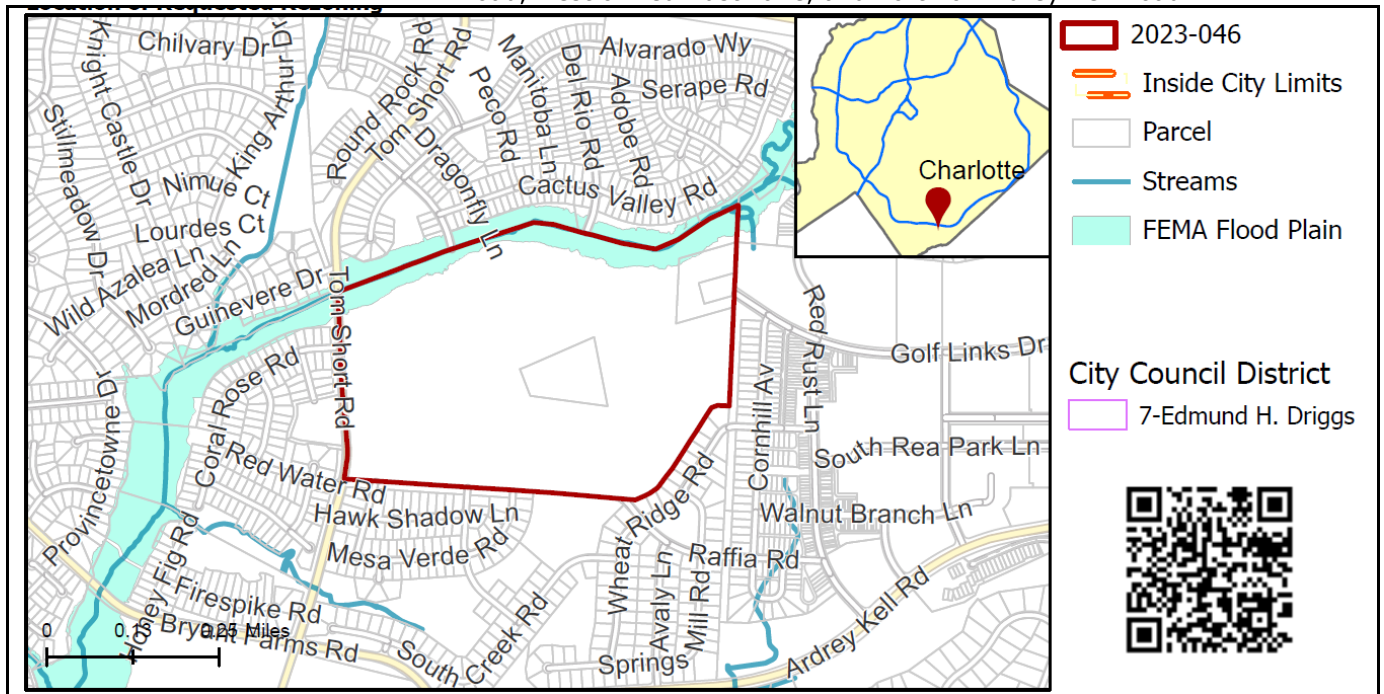 Location of Requested Rezoning
Chilvary Dr
Knight Castle Dr
King Arthur Dr
Stillmeadow Dr
Nimue Ct
Lourdes Ct
Wild Azalea Ln
Mordred Ln
Guinevere Dr
Round Rock Rd
Tom Short Rd
Dragonfly Ln
Peco Rd
Manitoba Ln
Del Rio Rd
Adobe Rd
Alvarado Wy
Serape Rd
Cactus Valley Rd
Tom Short Rd
Coral Rose Rd
Provincetowne Dr
Red Water Rd
Hawk Shadow Ln
Mesa Verde Rd
Firespike Rd
Bryant Farms Rd
South Creek Rd
Wheat Ridge Rd
Avaly Ln
Mill Rd
Springs
Raffia Rd
Cornhill Av
Red Rust Ln
Golf Links Dr
South Rea Park Ln
Walnut Branch Ln
Ardrey Kell Rd
0
0.25 Miles
Charlotte
2023-046
Inside City Limits
Parcel
Streams
FEMA Flood Plain
City Council District
7-Edmund H. Driggs